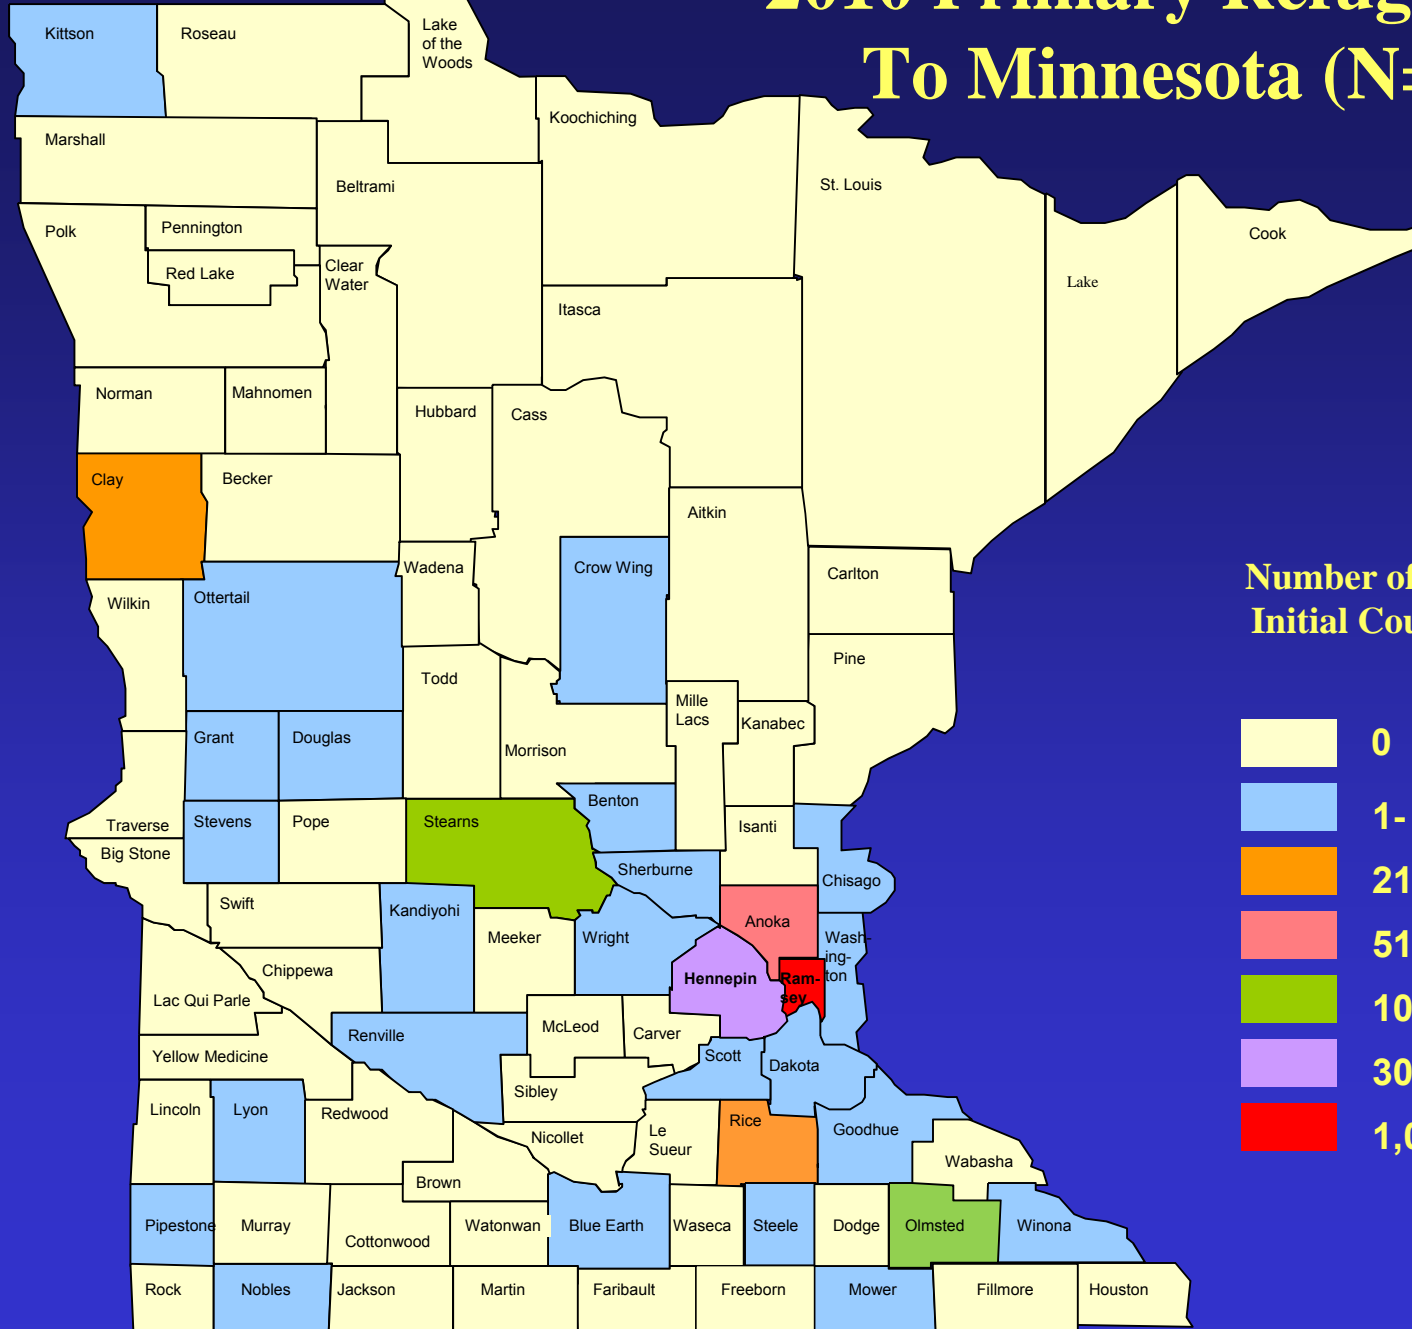 2010 Primary Refug
To Minnesota (N=
Kittson
Roseau
Lake
of the
Woods
Koochiching
Marshall
Beltrami
St. Louis
Polk
Pennington
Cook
Red Lake
Clear
Water
Lake
Itasca
Norman
Mahnomen
Hubbard
Cass
Clay
Becker
Aitkin
Wadena
Crow Wing
Carlton
Number of
Initial Cou
Wilkin
Ottertail
Pine
Todd
Mille
Lacs
Kanabec
Grant
Douglas
Morrison
0
Benton
1-
Traverse
Stevens
Pope
Stearns
Isanti
Big Stone
Sherburne
Chisago
21
Swift
Kandiyohi
Meeker
Wright
Anoka
Wash-
ing-
ton
51
Chippewa
Hennepin
Ram-
sey
Lac Qui Parle
McLeod
Carver
10
Renville
Yellow Medicine
Scott
Dakota
30
Sibley
Lincoln
Lyon
Redwood
Nicollet
Le
Sueur
Rice
Goodhue
1,0
Wabasha
Brown
Pipestone
Murray
Cottonwood
Watonwan
Blue Earth
Waseca
Steele
Dodge
Olmsted
Winona
Rock
Nobles
Jackson
Martin
Faribault
Freeborn
Mower
Fillmore
Houston